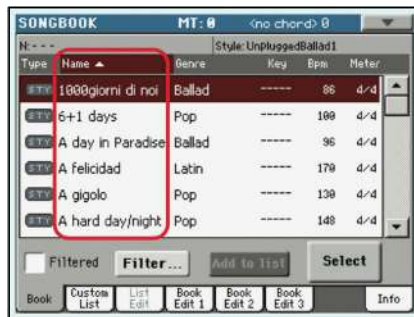 SONGBOOK MT:0 <no chord> 0
N:--- Style: UnpluggedBallad1
Type Name Genre Key Bpm Meter
STY 1000giorni di noi Ballad ----- 86 4/4
STY 6+1 days Pop ----- 100 4/4
STY A day in Paradise Ballad ----- 96 4/4
STY A felicidad Latin ----- 170 4/4
STY A gigolo Pop ----- 130 4/4
STY A hard day/night Pop ----- 148 4/4
Filtered Filter... Add to list Select
Book Custom List List Edit Book Edit 1 Book Edit 2 Book Edit 3 Info